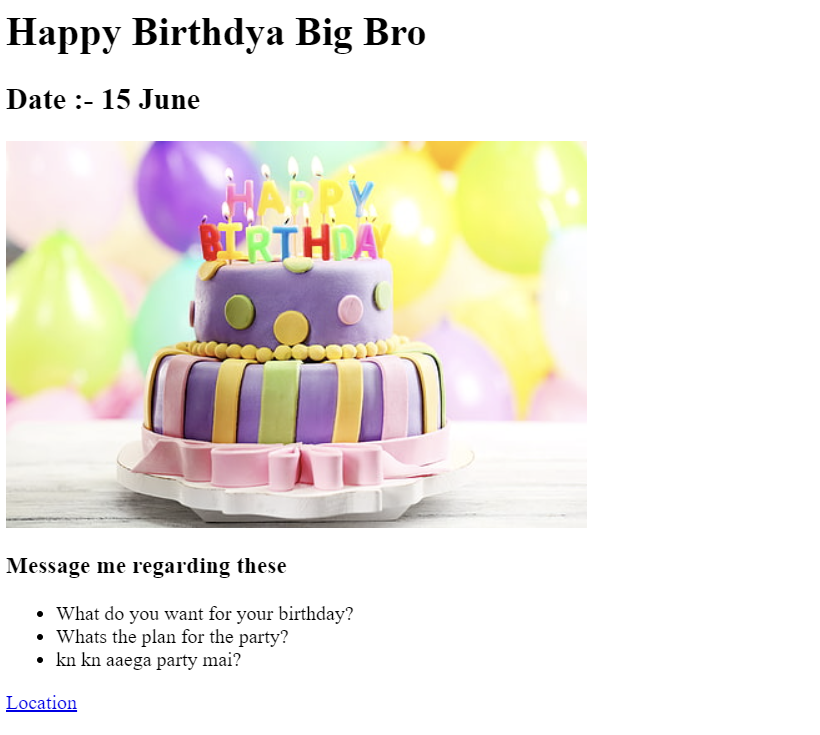 Happy Birthdya Big Bro
Date :- 15 June
HAPPY
BIRTHDAY
Message me regarding these
What do you want for your birthday?
Whats the plan for the party?
kn kn aaega party mai?
Location